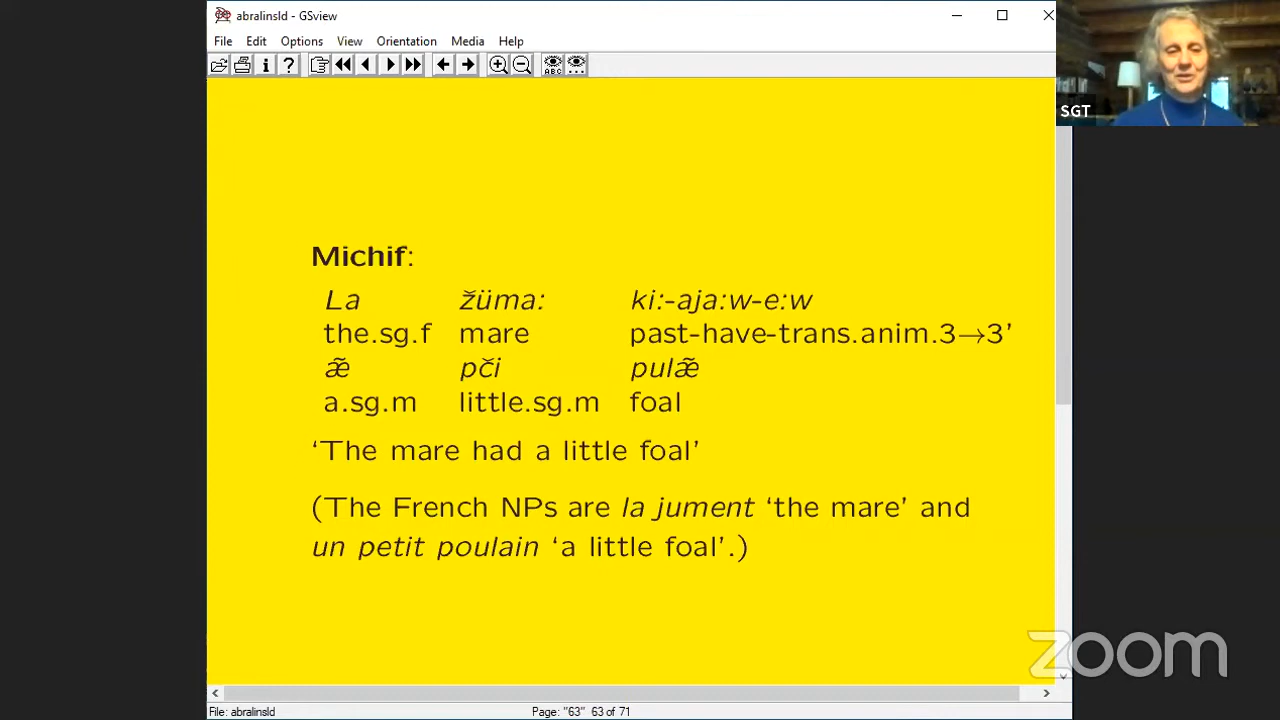 abralinsld - GSview
File Edit Options View Orientation Media Help
SGT
Michif:
La žüma: ki:-aja:w-e:w
the.sg.f mare past-have-trans.anim.3→3’
æ̃ pči pulæ̃
a.sg.m little.sg.m foal
‘The mare had a little foal’
(The French NPs are la jument ‘the mare’ and
un petit poulain ‘a little foal’.)
zoom
File: abralinsld Page: "63" 63 of 71